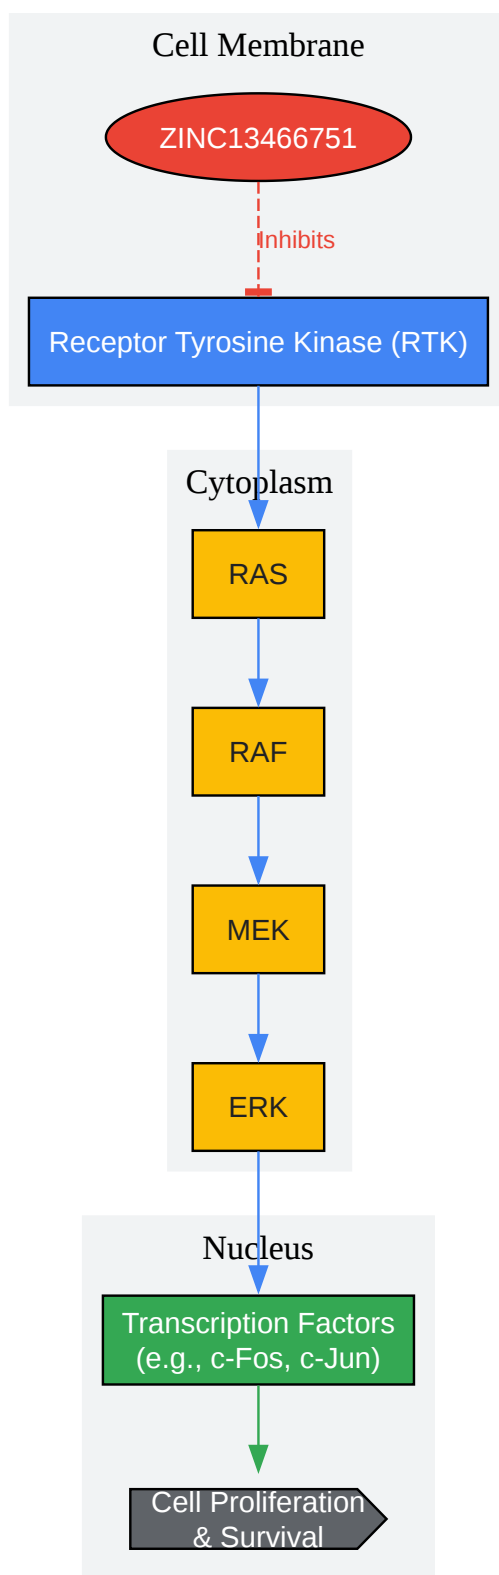 Cell Membrane
ZINC13466751
Inhibits
Receptor Tyrosine Kinase (RTK)
Cytoplasm
RAS
RAF
MEK
ERK
Nucleus
Transcription Factors
(e.g., c-Fos, c-Jun)
Cell Proliferation
& Survival